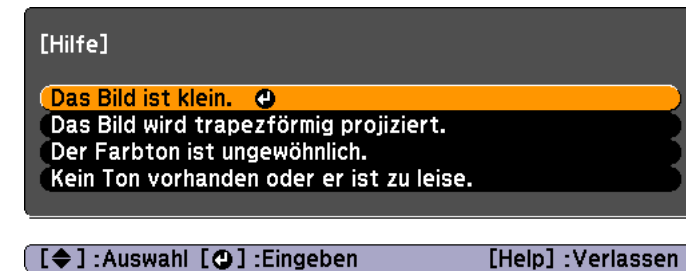 [Hilfe]
Das Bild ist klein.
Das Bild wird trapezförmig projiziert.
Der Farbton ist ungewöhnlich.
Kein Ton vorhanden oder er ist zu leise.
[◆] :Auswahl [⏎] :Eingeben [Help] :Verlassen